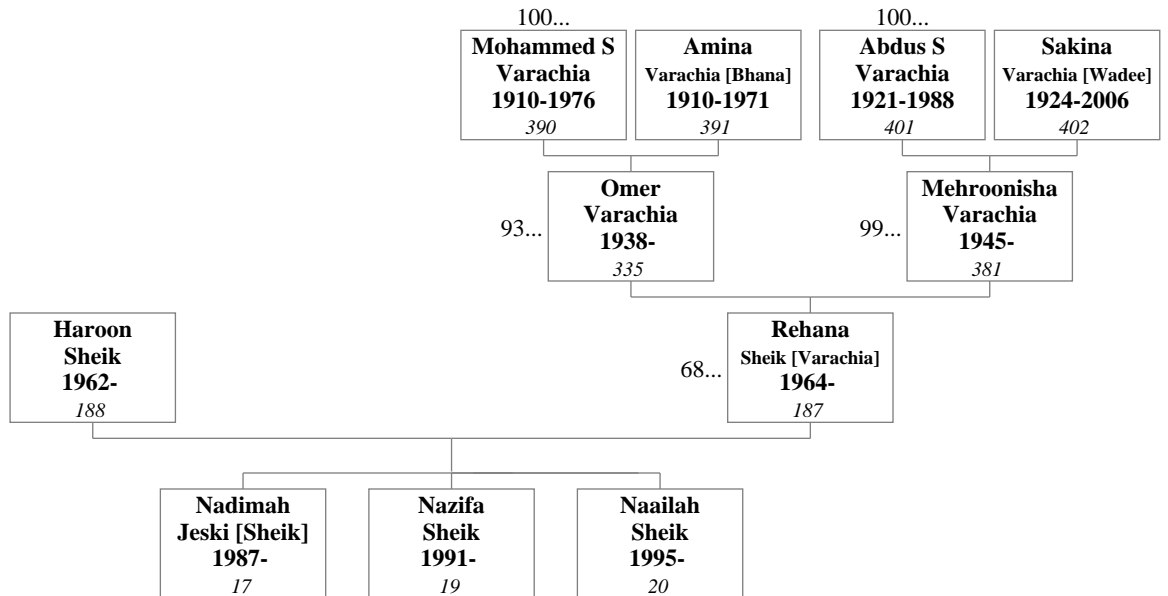 100...
Mohammed S
Varachia
1910-1976
390
Amina
Varachia [Bhana]
1910-1971
391
100...
Abdus S
Varachia
1921-1988
401
Sakina
Varachia [Wadee]
1924-2006
402
93...
Omer
Varachia
1938-
335
99...
Mehroonisha
Varachia
1945-
381
Haroon
Sheik
1962-
188
68...
Rehana
Sheik [Varachia]
1964-
187
Nadimah
Jeski [Sheik]
1987-
17
Nazifa
Sheik
1991-
19
Naailah
Sheik
1995-
20